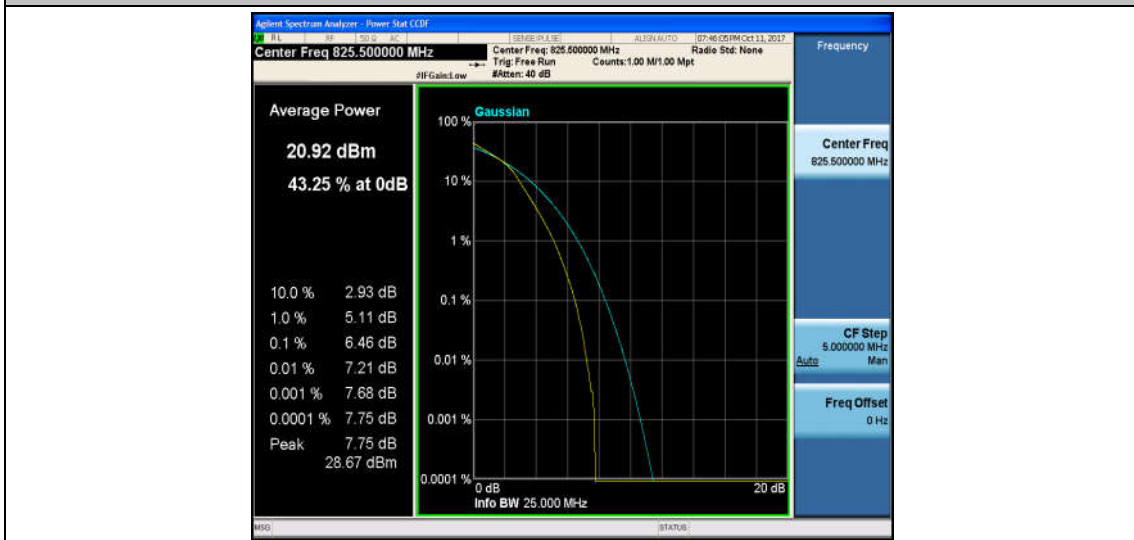 Agilent Spectrum Analyzer - Power Stat CCDF
RL RF 50 Ω AC SENSE:PULSE ALIGN AUTO 07:46:05 PM Oct 11, 2017
Center Freq 825.500000 MHz
Center Freq: 825.500000 MHz Radio Std: None
Trig: Free Run Counts:1.00 M/1.00 Mpt
#IFGain:Low #Atten: 40 dB
Frequency
Average Power
20.92 dBm
43.25 % at 0dB
10.0 % 2.93 dB
1.0 % 5.11 dB
0.1 % 6.46 dB
0.01 % 7.21 dB
0.001 % 7.68 dB
0.0001 % 7.75 dB
Peak 7.75 dB
28.67 dBm
Gaussian
100 %
10 %
1 %
0.1 %
0.01 %
0.001 %
0.0001 %
0 dB 20 dB
Info BW 25.000 MHz
Center Freq
825.500000 MHz
CF Step
5.000000 MHz
Auto Man
Freq Offset
0 Hz
MSG STATUS